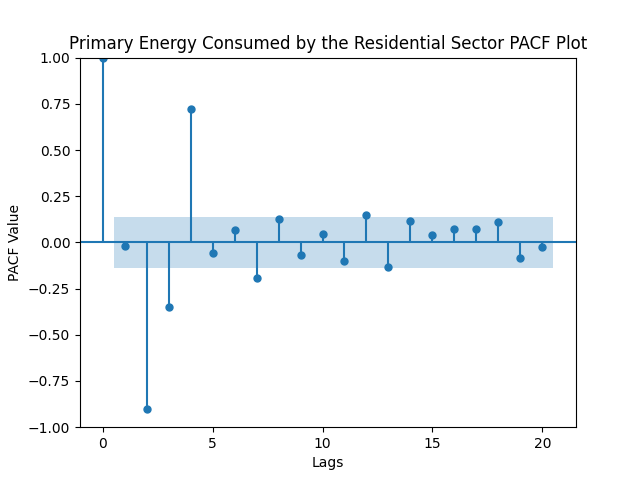 Primary Energy Consumed by the Residential Sector PACF Plot
1.00
0.75
0.50
0.25
0.00
−0.25
−0.50
−0.75
−1.00
PACF Value
0 5 10 15 20
Lags